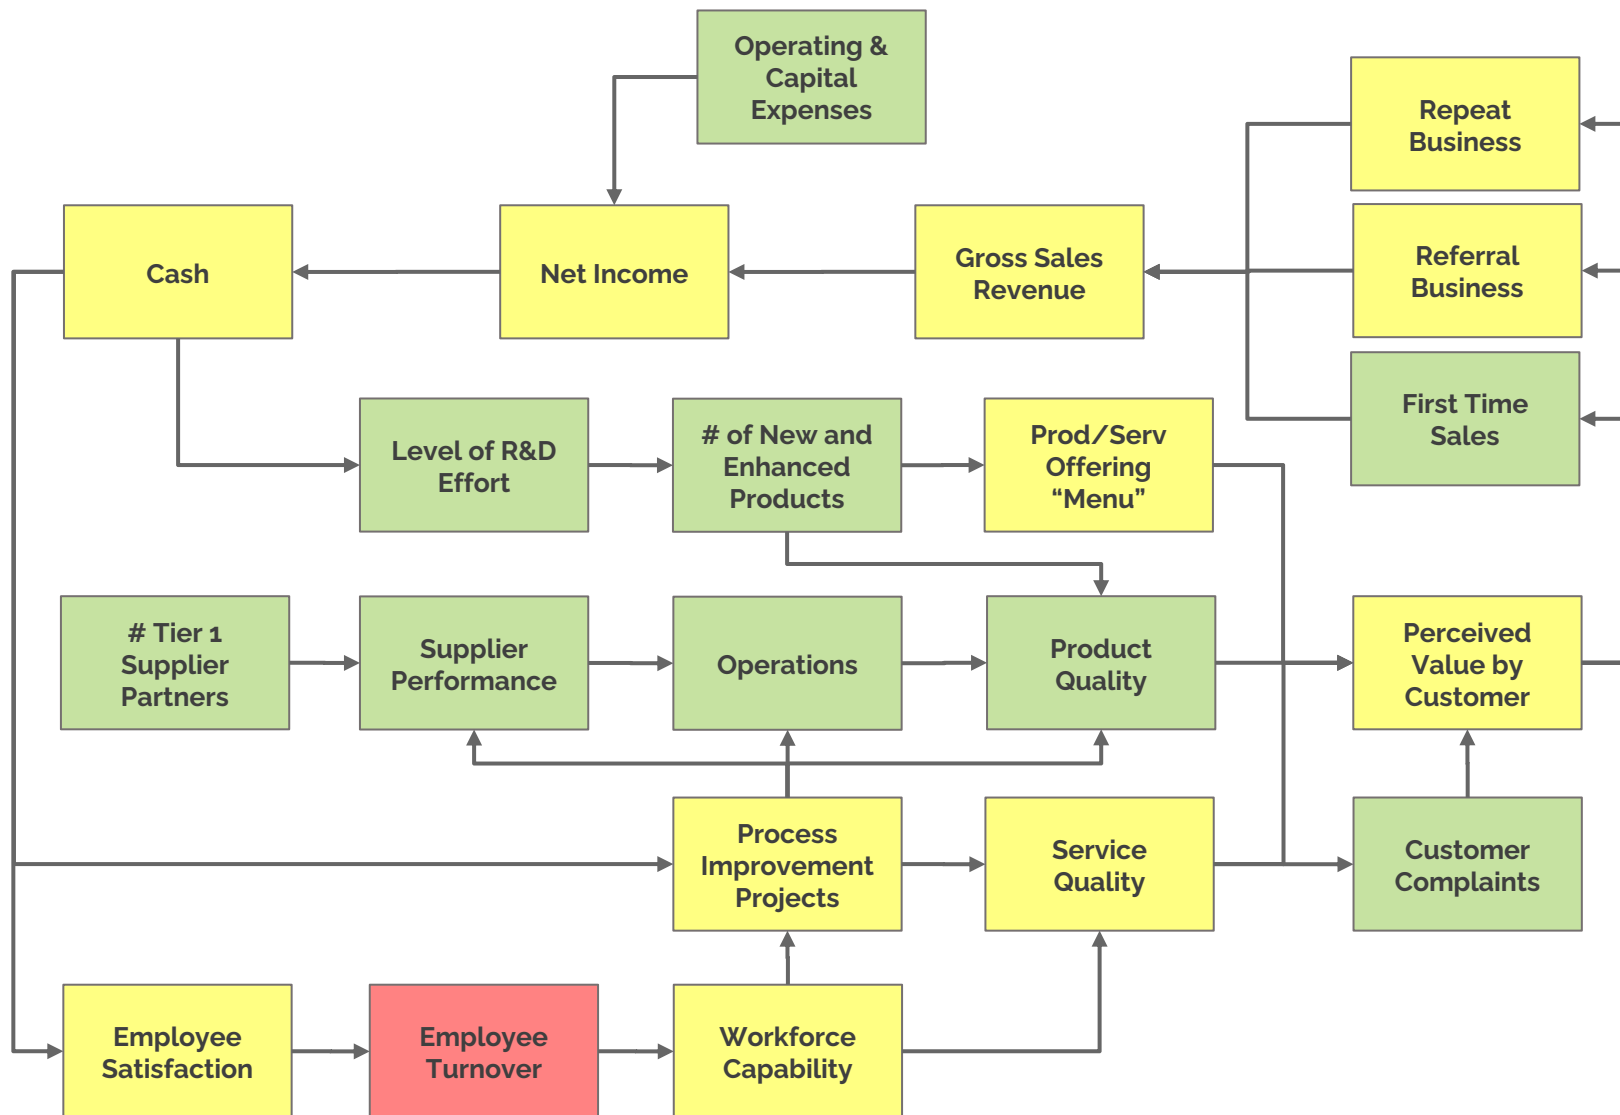 Operating &
Capital
Expenses
Repeat
Business
Cash
Net Income
Gross Sales
Revenue
Referral
Business
First Time
Sales
Level of R&D
Effort
# of New and
Enhanced
Products
Prod/Serv
Offering
“Menu”
# Tier 1
Supplier
Partners
Supplier
Performance
Operations
Product
Quality
Perceived
Value by
Customer
Process
Improvement
Projects
Service
Quality
Customer
Complaints
Employee
Satisfaction
Employee
Turnover
Workforce
Capability